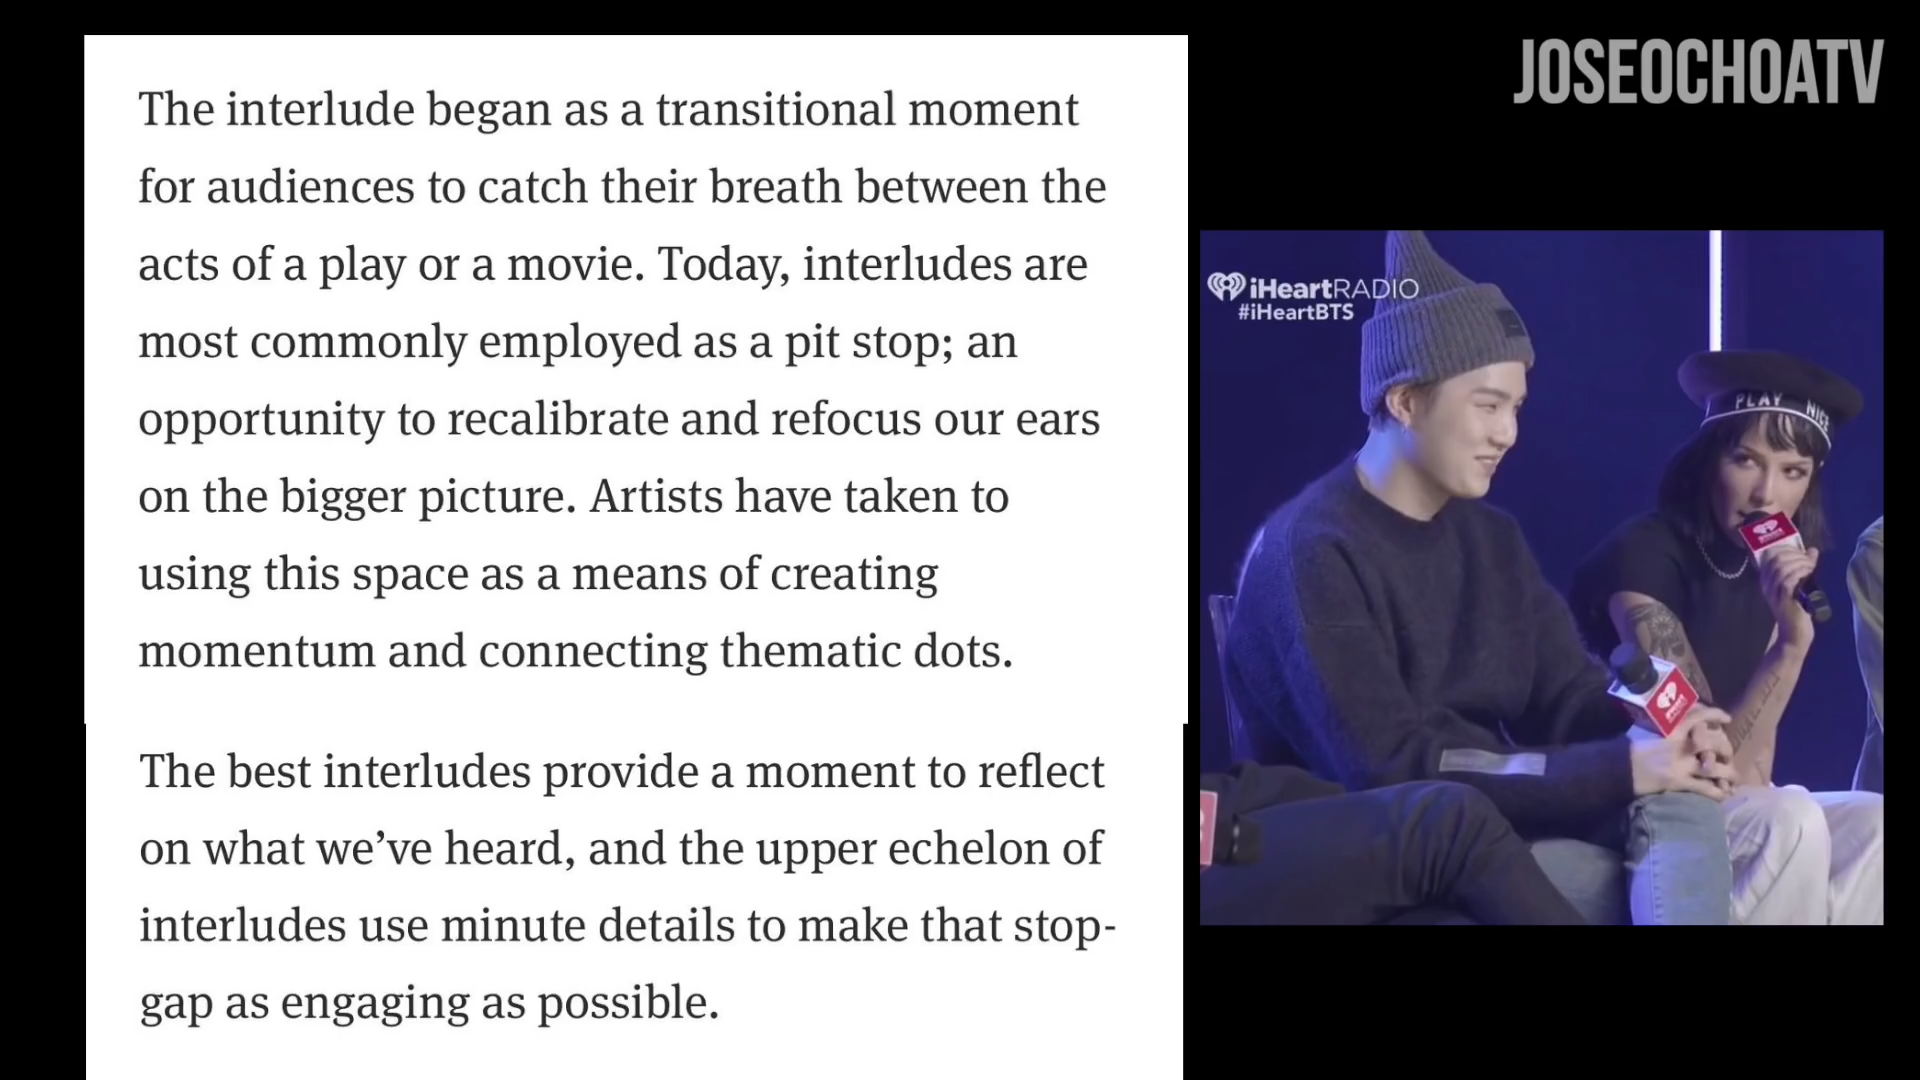 The interlude began as a transitional moment
for audiences to catch their breath between the
acts of a play or a movie. Today, interludes are
most commonly employed as a pit stop; an
opportunity to recalibrate and refocus our ears
on the bigger picture. Artists have taken to
using this space as a means of creating
momentum and connecting thematic dots.
The best interludes provide a moment to reflect
on what we’ve heard, and the upper echelon of
interludes use minute details to make that stop-
gap as engaging as possible.
JOSEOCHOATV
iHeartRADIO
#iHeartBTS
PLAY NICE